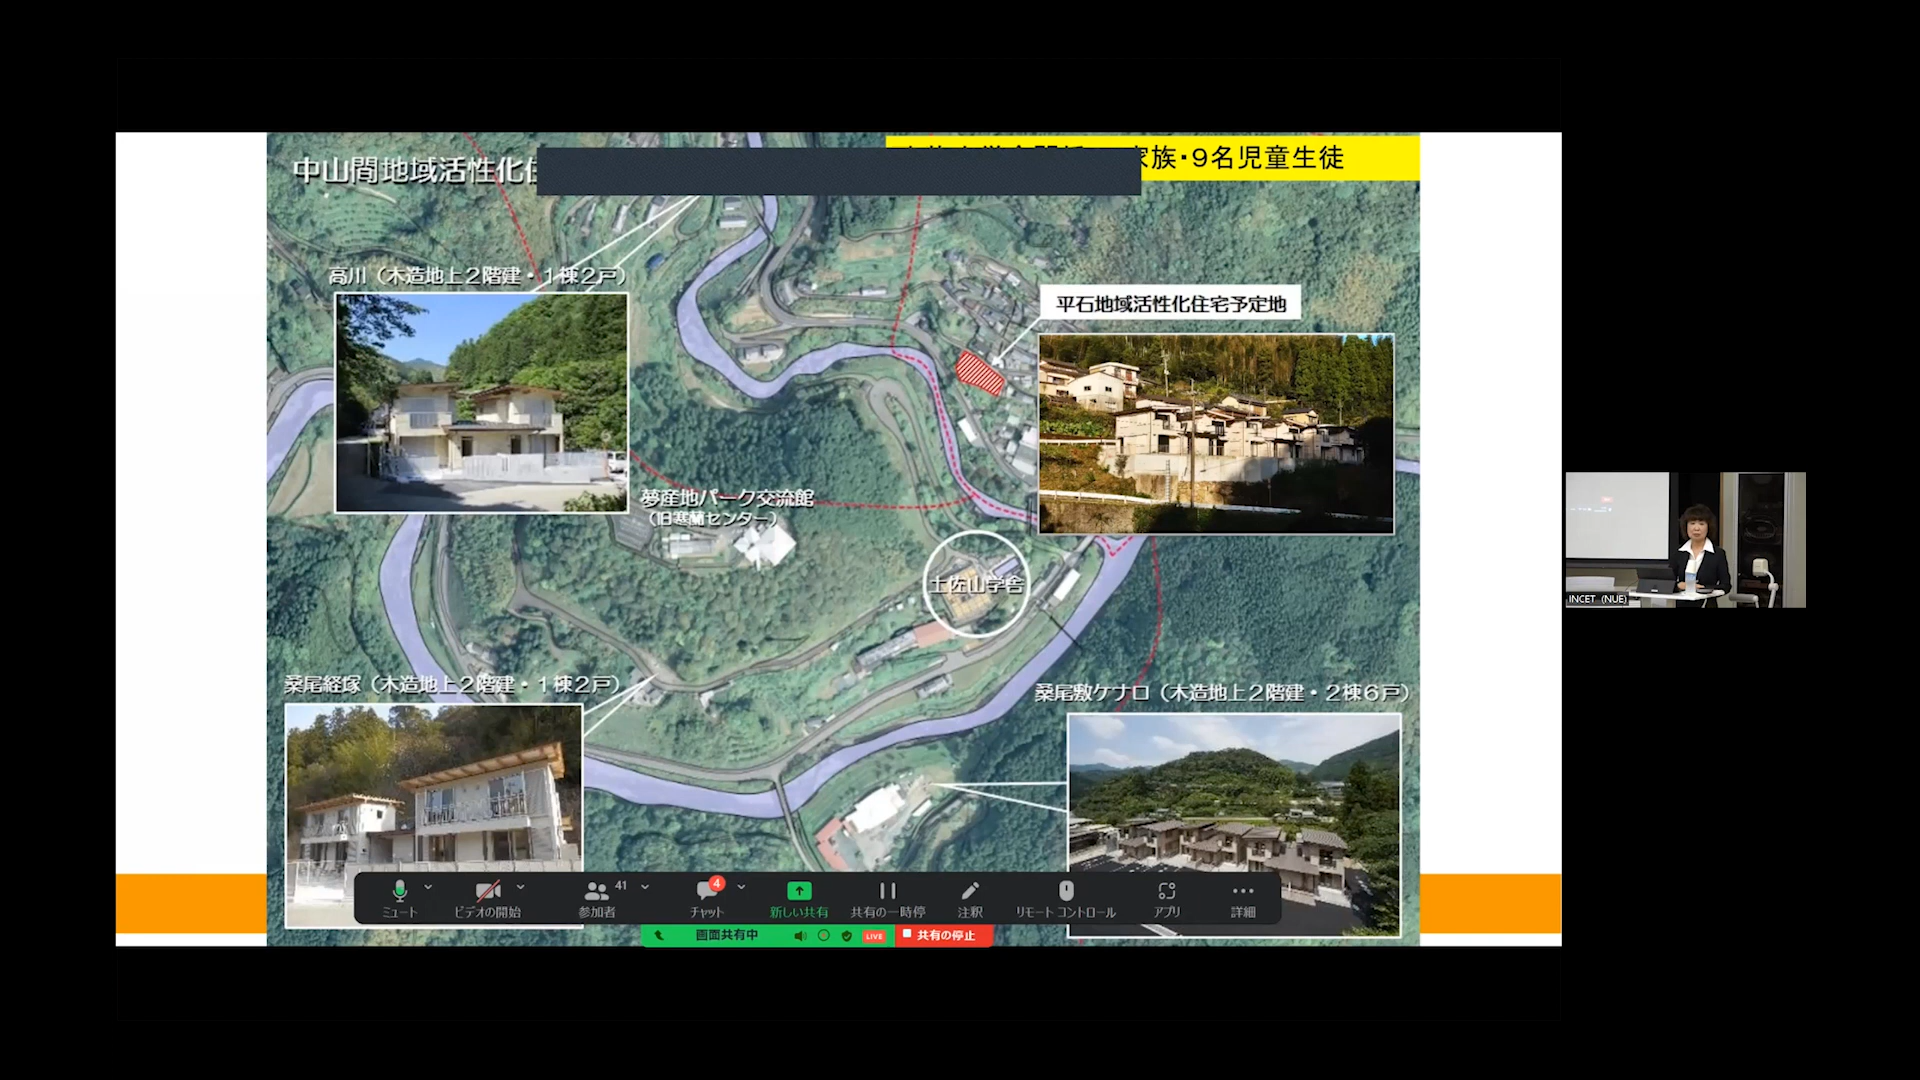 中山間地域活性化
家族・9名児童生徒
高川（木造地上２階建・１棟２戸）
平石地域活性化住宅予定地
夢産地パーク交流館
（旧寒蘭センター）
土佐山学舎
桑尾経塚（木造地上２階建・１棟２戸）
桑尾敷ケナロ（木造地上２階建・２棟６戸）
INCET (NUE)
ミュート
ビデオの開始
41
参加者
4
チャット
新しい共有
共有の一時停
注釈
リモート コントロール
アプリ
詳細
画面共有中
LIVE
共有の停止